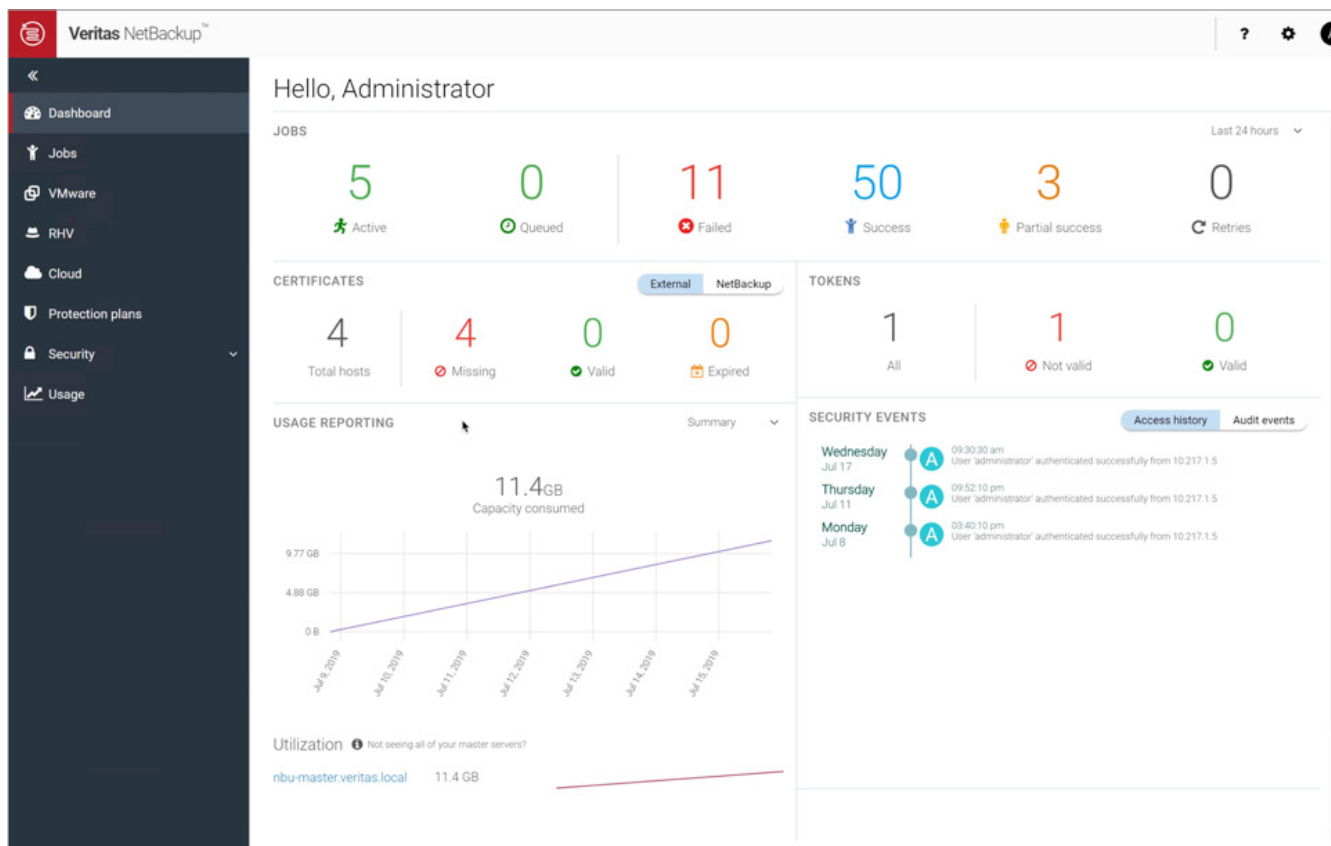 Veritas NetBackup™
?
Dashboard
Jobs
VMware
RHV
Cloud
Protection plans
Security
Usage
Hello, Administrator
JOBS
Last 24 hours
5 0 11 50 3 0
Active Queued Failed Success Partial success Retries
CERTIFICATES
External NetBackup
4 4 0 0
Total hosts Missing Valid Expired
TOKENS
1 1 0
All Not valid Valid
USAGE REPORTING
Summary
11.4GB
Capacity consumed
9.77 GB
4.88 GB
0 B
Jul 9, 2019 Jul 10, 2019 Jul 11, 2019 Jul 12, 2019 Jul 13, 2019 Jul 14, 2019 Jul 15, 2019
Utilization Not seeing all of your master servers?
nbu-master.veritas.local 11.4 GB
SECURITY EVENTS
Access history Audit events
Wednesday
Jul 17
A
09:30:30 am
User 'administrator' authenticated successfully from 10.217.1.5
Thursday
Jul 11
A
09:52:10 pm
User 'administrator' authenticated successfully from 10.217.1.5
Monday
Jul 8
A
03:40:10 pm
User 'administrator' authenticated successfully from 10.217.1.5